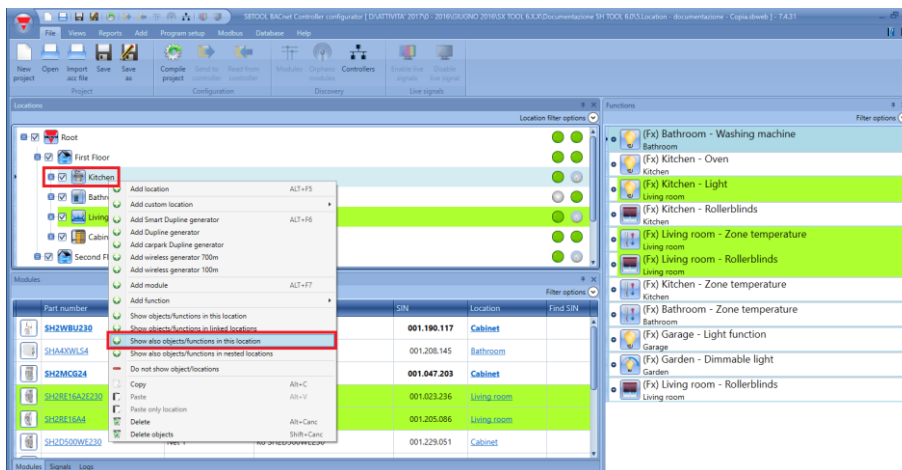 SBTOOL BACnet Controller configurator [ D:\ATTIVITA' 2017\0 - 2016\GIUGNO 2016\SX TOOL 6.X.X\Documentazione SH TOOL 6.0\5.Location - documentazione - Copia.sbweb ] - 7.4.31
File Views Reports Add Program setup Modbus Database Help
New project
Open
Import .scc file
Save
Save as
Compile project
Send to controller
Read from controller
Modules
Orphans modules
Controllers
Enable live signals
Disable live signal
Project Configuration Discovery Live signals
Locations
Location filter options
Root
First Floor
Kitchen
Bathr
Living
Cabin
Second Fl
Add location ALT+F5
Add custom location
Add Smart Dupline generator ALT+F6
Add Dupline generator
Add carpark Dupline generator
Add wireless generator 700m
Add wireless generator 100m
Add module ALT+F7
Add function
Show objects/functions in this location
Show objects/functions in linked locations
Show also objects/functions in this location
Show also objects/functions in nested locations
Do not show object/locations
Copy Alt+C
Paste Alt+V
Paste only location
Delete Alt+Canc
Delete objects Shift+Canc
Modules
Filter options
Part number SIN Location Find SIN
SH2WBU230 001.190.117 Cabinet
SHA4XWLS4 001.208.145 Bathroom
SH2MCG24 001.047.203 Cabinet
SH2RE16A2E230 001.023.236 Living room
SH2RE16A4 001.205.086 Living room
SH2D500WE230 001.229.051 Cabinet
Modules Signals Logs
Functions
Filter options
(Fx) Bathroom - Washing machine
Bathroom
(Fx) Kitchen - Oven
Kitchen
(Fx) Kitchen - Light
Living room
(Fx) Kitchen - Rollerblinds
Kitchen
(Fx) Living room - Zone temperature
Living room
(Fx) Living room - Rollerblinds
Living room
(Fx) Kitchen - Zone temperature
Kitchen
(Fx) Bathroom - Zone temperature
Bathroom
(Fx) Garage - Light function
Garage
(Fx) Garden - Dimmable light
Garden
(Fx) Living room - Rollerblinds
Living room